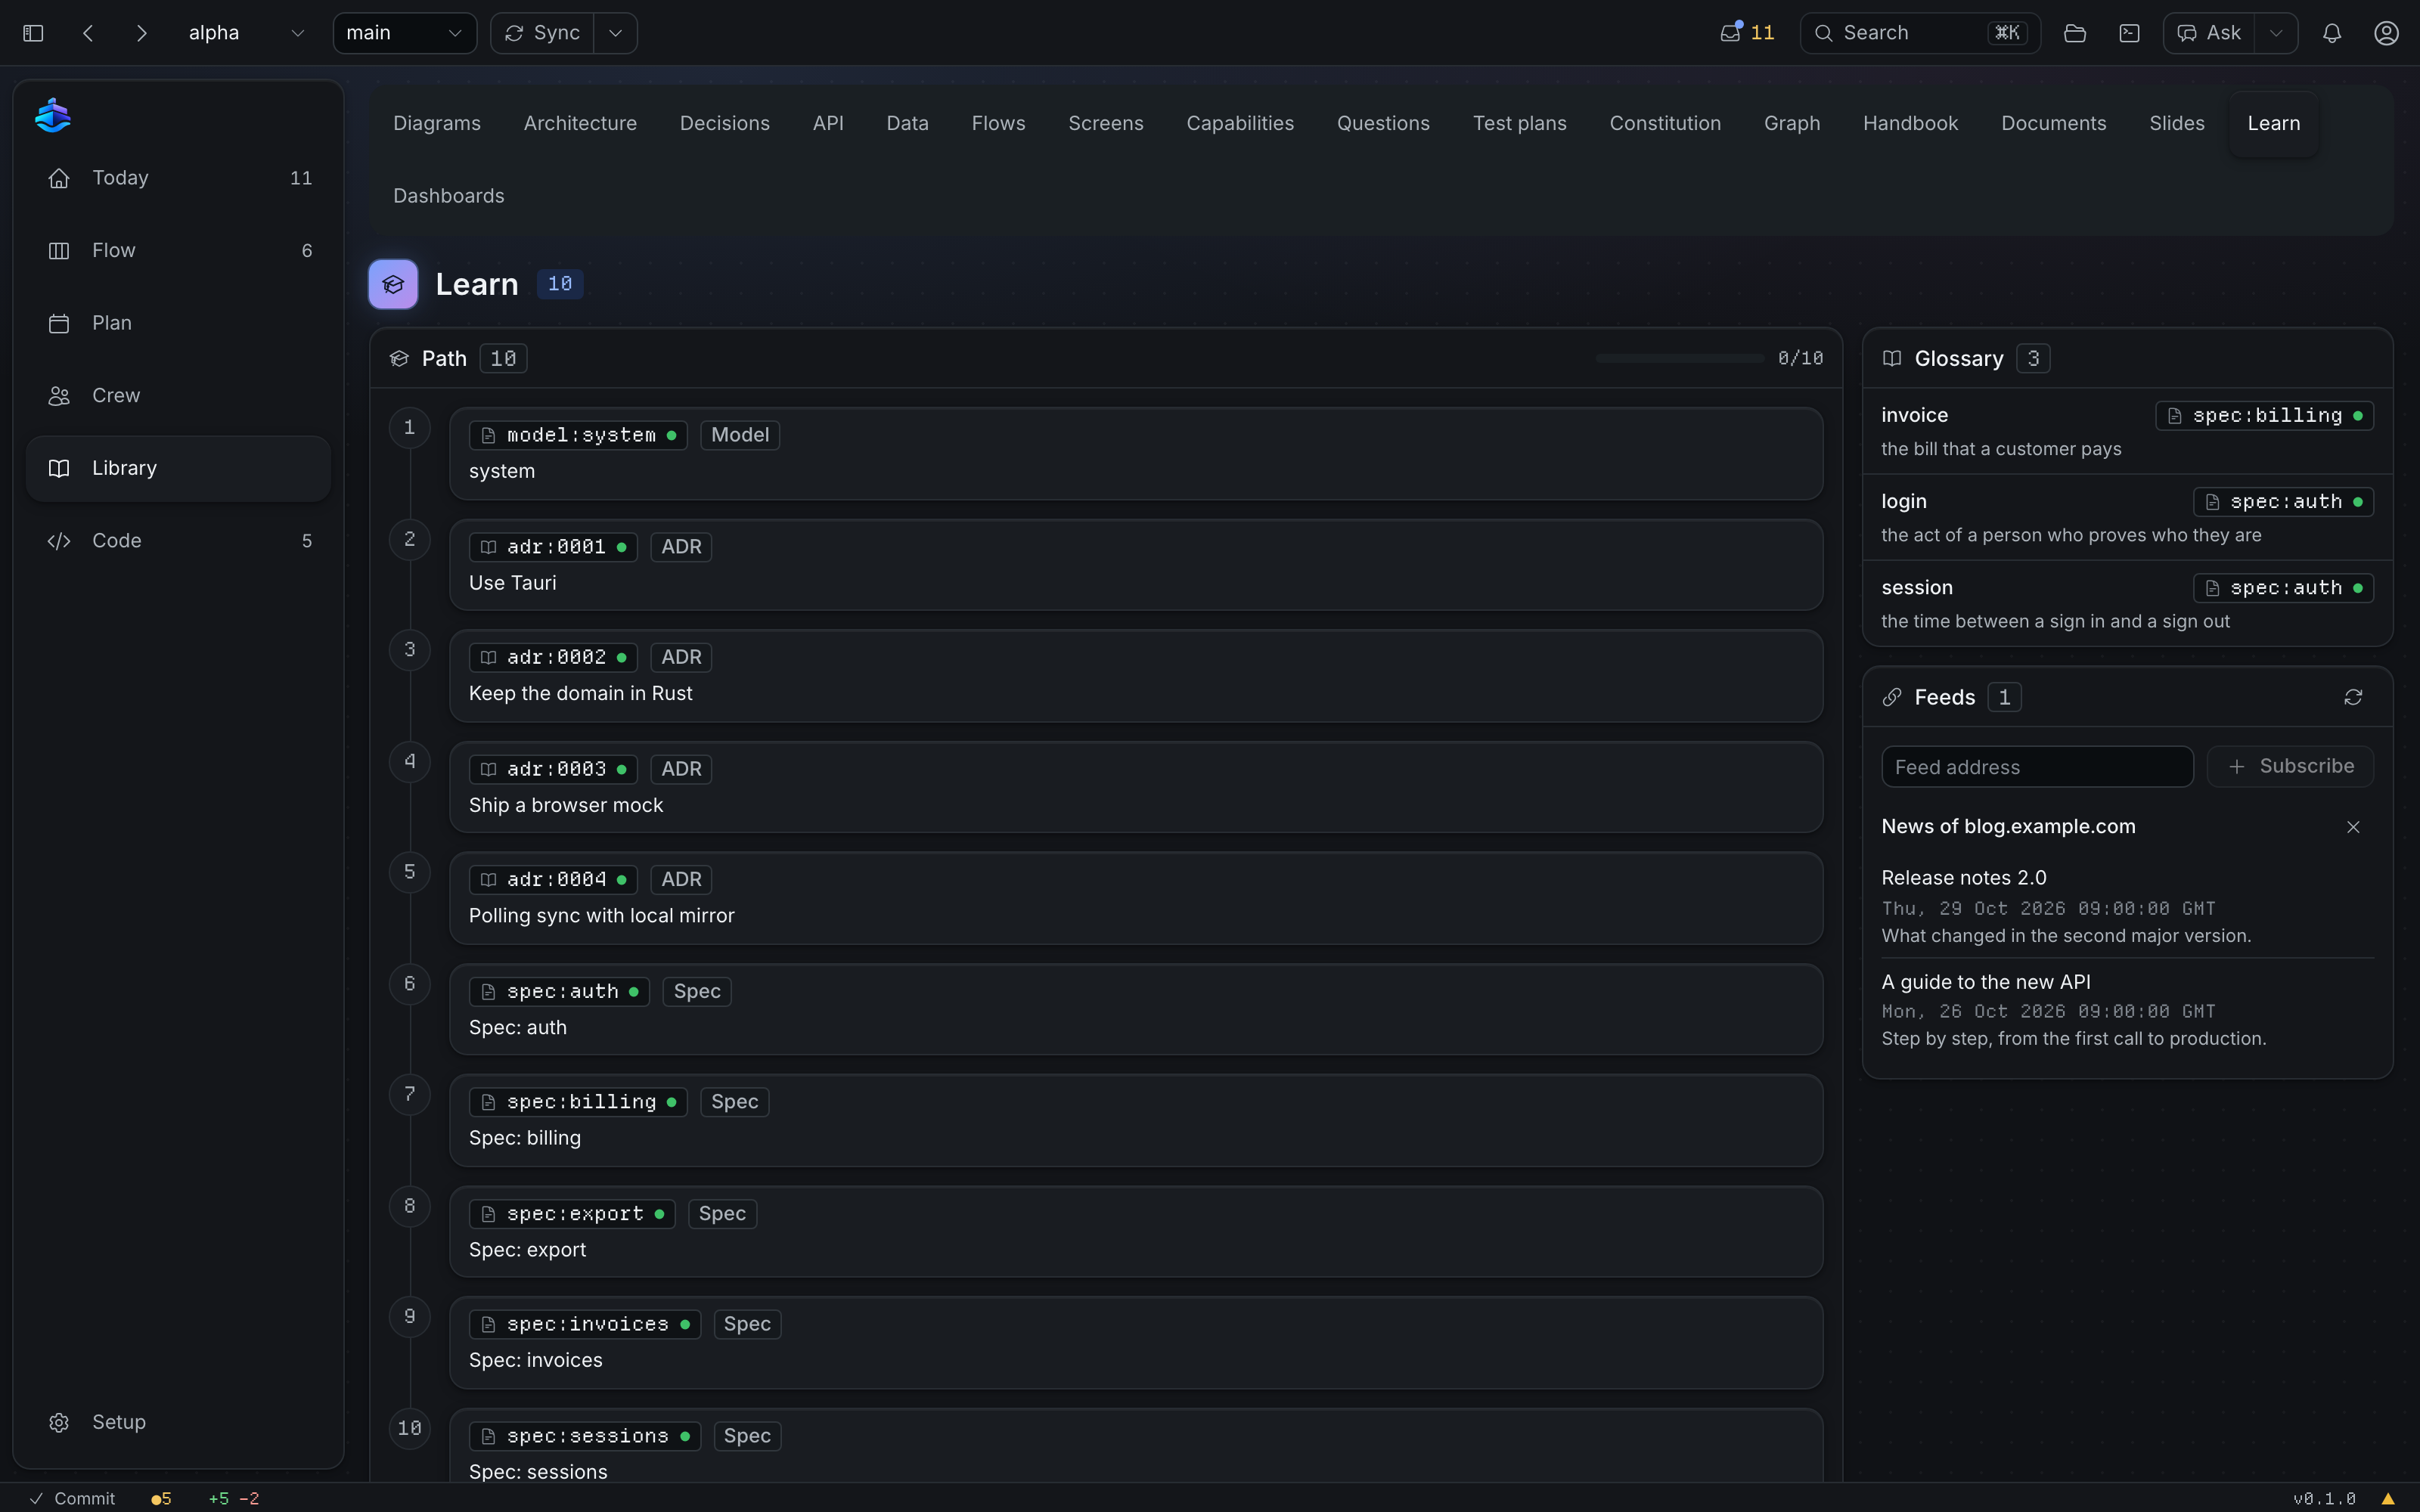 alpha
main
Sync
11
Search
⌘K
Ask
Diagrams
Architecture
Decisions
API
Data
Flows
Screens
Capabilities
Questions
Test plans
Constitution
Graph
Handbook
Documents
Slides
Learn
Dashboards
Today 11
Flow 6
Plan
Crew
Library
Code 5
Setup
Learn 10
Path 10
0/10
1
model:system Model
system
2
adr:0001 ADR
Use Tauri
3
adr:0002 ADR
Keep the domain in Rust
4
adr:0003 ADR
Ship a browser mock
5
adr:0004 ADR
Polling sync with local mirror
6
spec:auth Spec
Spec: auth
7
spec:billing Spec
Spec: billing
8
spec:export Spec
Spec: export
9
spec:invoices Spec
Spec: invoices
10
spec:sessions Spec
Spec: sessions
Glossary 3
invoice spec:billing
the bill that a customer pays
login spec:auth
the act of a person who proves who they are
session spec:auth
the time between a sign in and a sign out
Feeds 1
Feed address
Subscribe
News of blog.example.com
Release notes 2.0
Thu, 29 Oct 2026 09:00:00 GMT
What changed in the second major version.
A guide to the new API
Mon, 26 Oct 2026 09:00:00 GMT
Step by step, from the first call to production.
Commit
5
+5 −2
v0.1.0